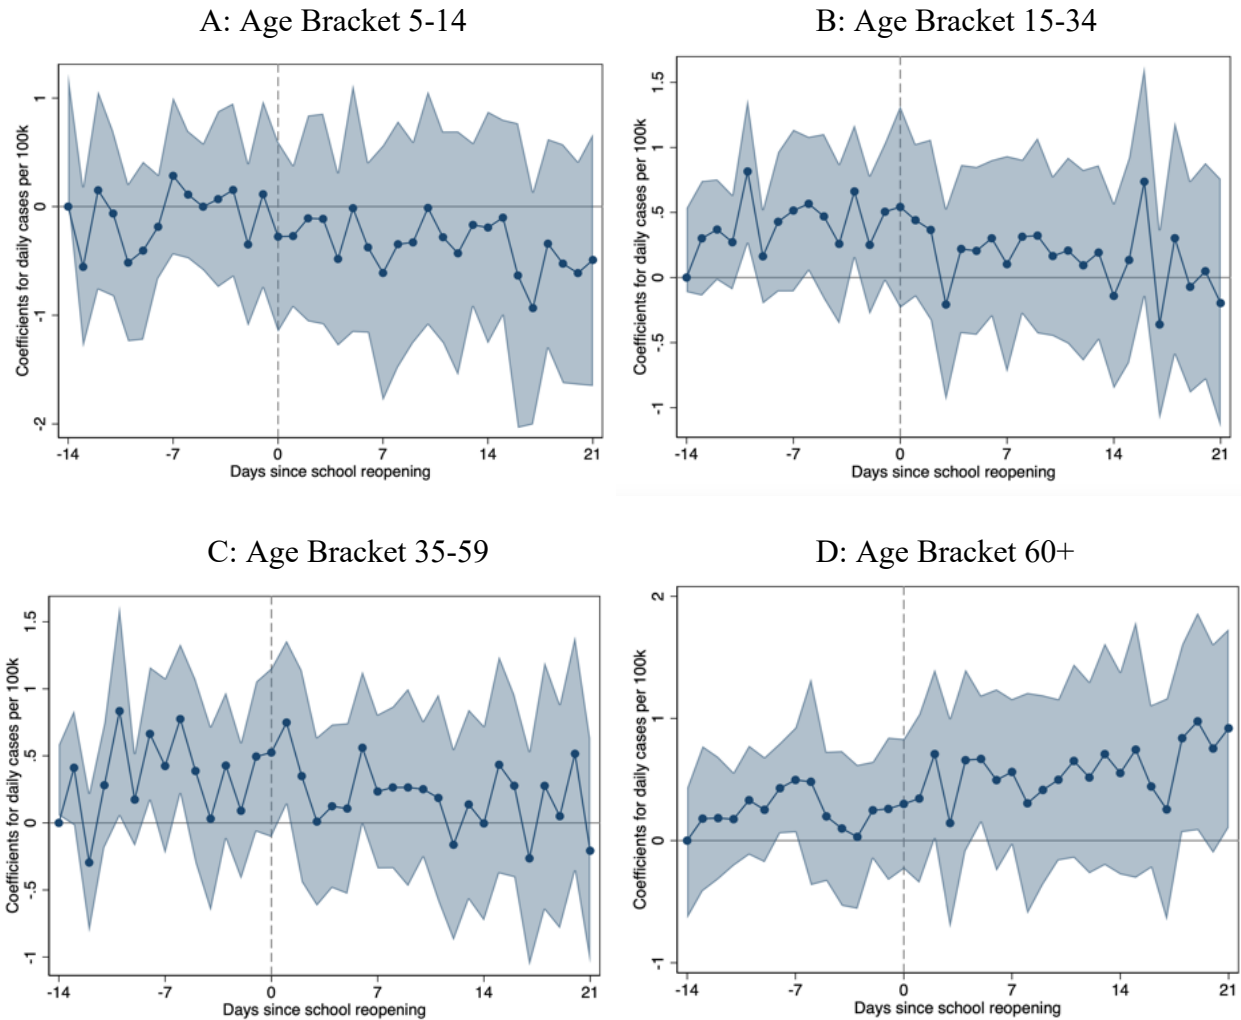 A: Age Bracket 5-14
Coefficients for daily cases per 100k
1
0
-1
-2
-14 -7 0 7 14 21
Days since school reopening
B: Age Bracket 15-34
Coefficients for daily cases per 100k
1.5
1
.5
0
-.5
-1
-14 -7 0 7 14 21
Days since school reopening
C: Age Bracket 35-59
Coefficients for daily cases per 100k
1.5
1
.5
0
-.5
-1
-14 -7 0 7 14 21
Days since school reopening
D: Age Bracket 60+
Coefficients for daily cases per 100k
2
1
0
-1
-14 -7 0 7 14 21
Days since school reopening